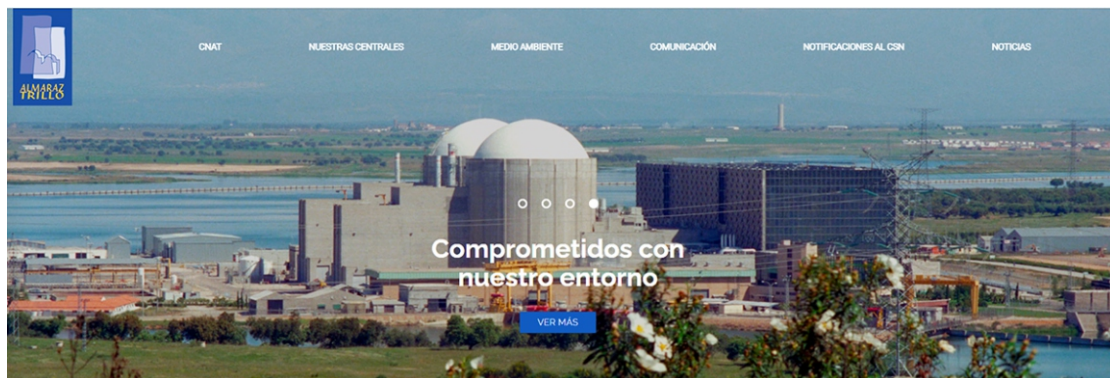 ALMARAZ
TRILLO
CNAT
NUESTRAS CENTRALES
MEDIO AMBIENTE
COMUNICACIÓN
NOTIFICACIONES AL CSN
NOTICIAS
Comprometidos con
nuestro entorno
VER MÁS